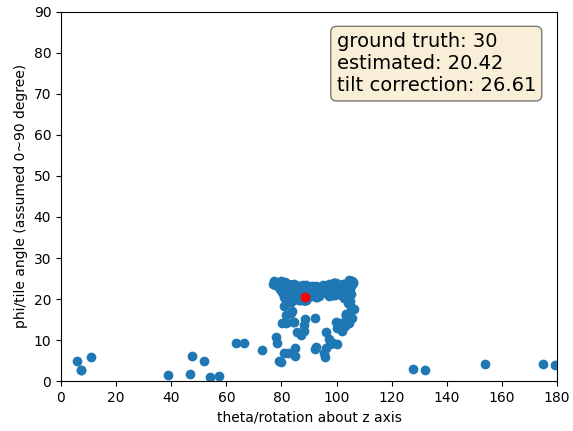 90
80
70
60
50
40
30
20
10
0
phi/tile angle (assumed 0~90 degree)
ground truth: 30
estimated: 20.42
tilt correction: 26.61
0 20 40 60 80 100 120 140 160 180
theta/rotation about z axis